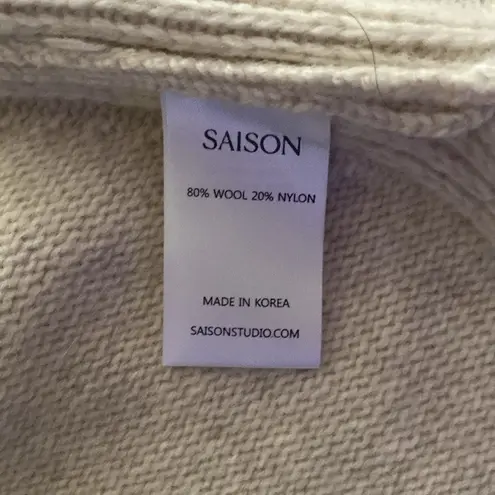 SAISON
80% WOOL 20% NYLON
MADE IN KOREA
SAISONSTUDIO.COM